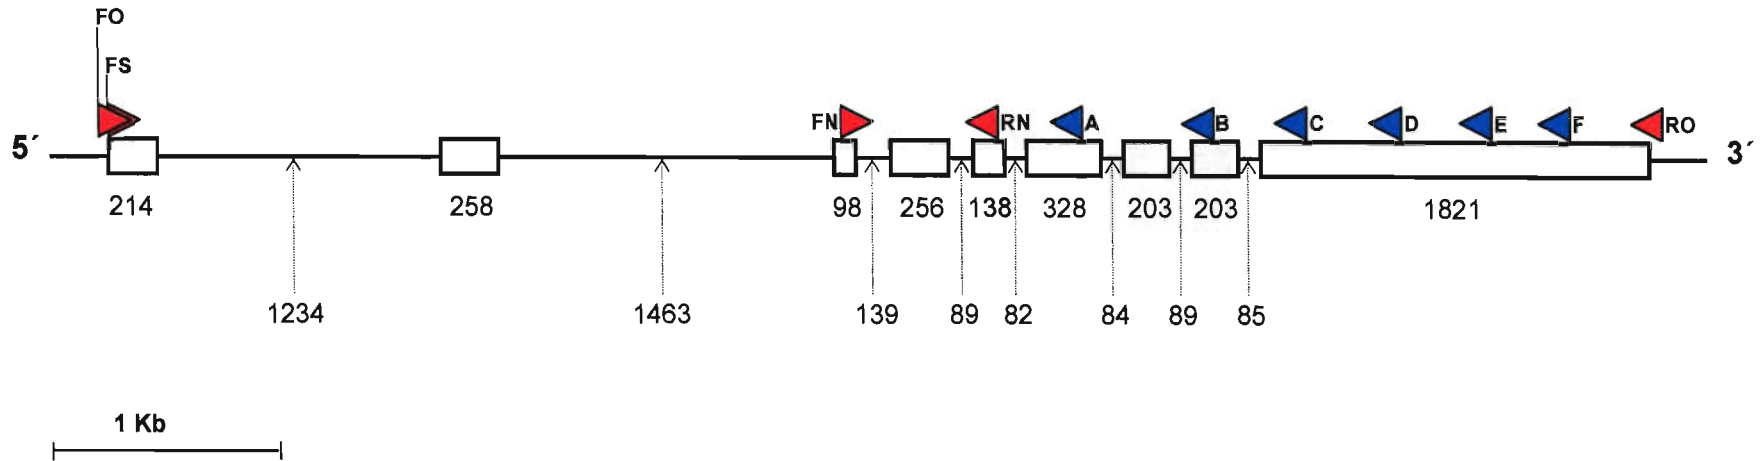 FO
FS
5´ FN RN A B C D E F RO 3´
214 258 98 256 138 328 203 203 1821
1234 1463 139 89 82 84 89 85
1 Kb